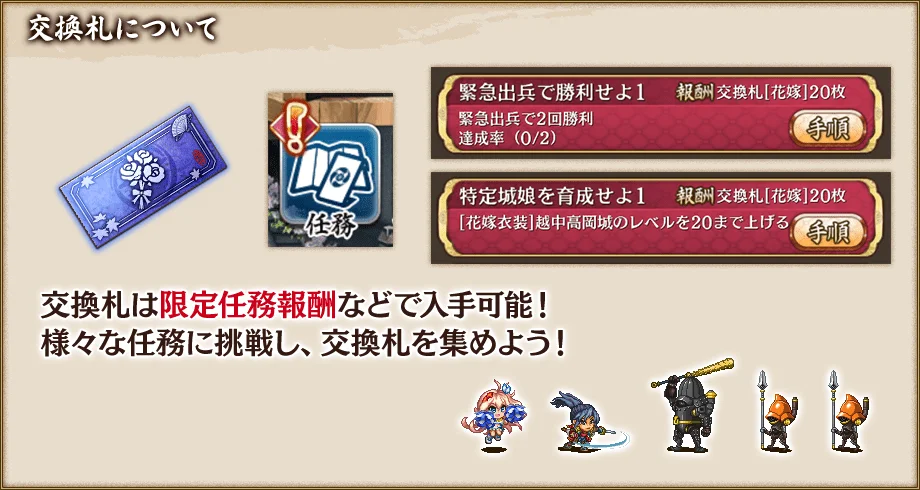 交換札について
緊急出兵で勝利せよ1 報酬交換札[花嫁]20枚
緊急出兵で2回勝利
達成率(0/2)
手順
特定城娘を育成せよ1 報酬交換札[花嫁]20枚
[花嫁衣装]越中高岡城のレベルを20まで上げる
手順
任務
交換札は限定任務報酬などで入手可能!
様々な任務に挑戦し、交換札を集めよう!